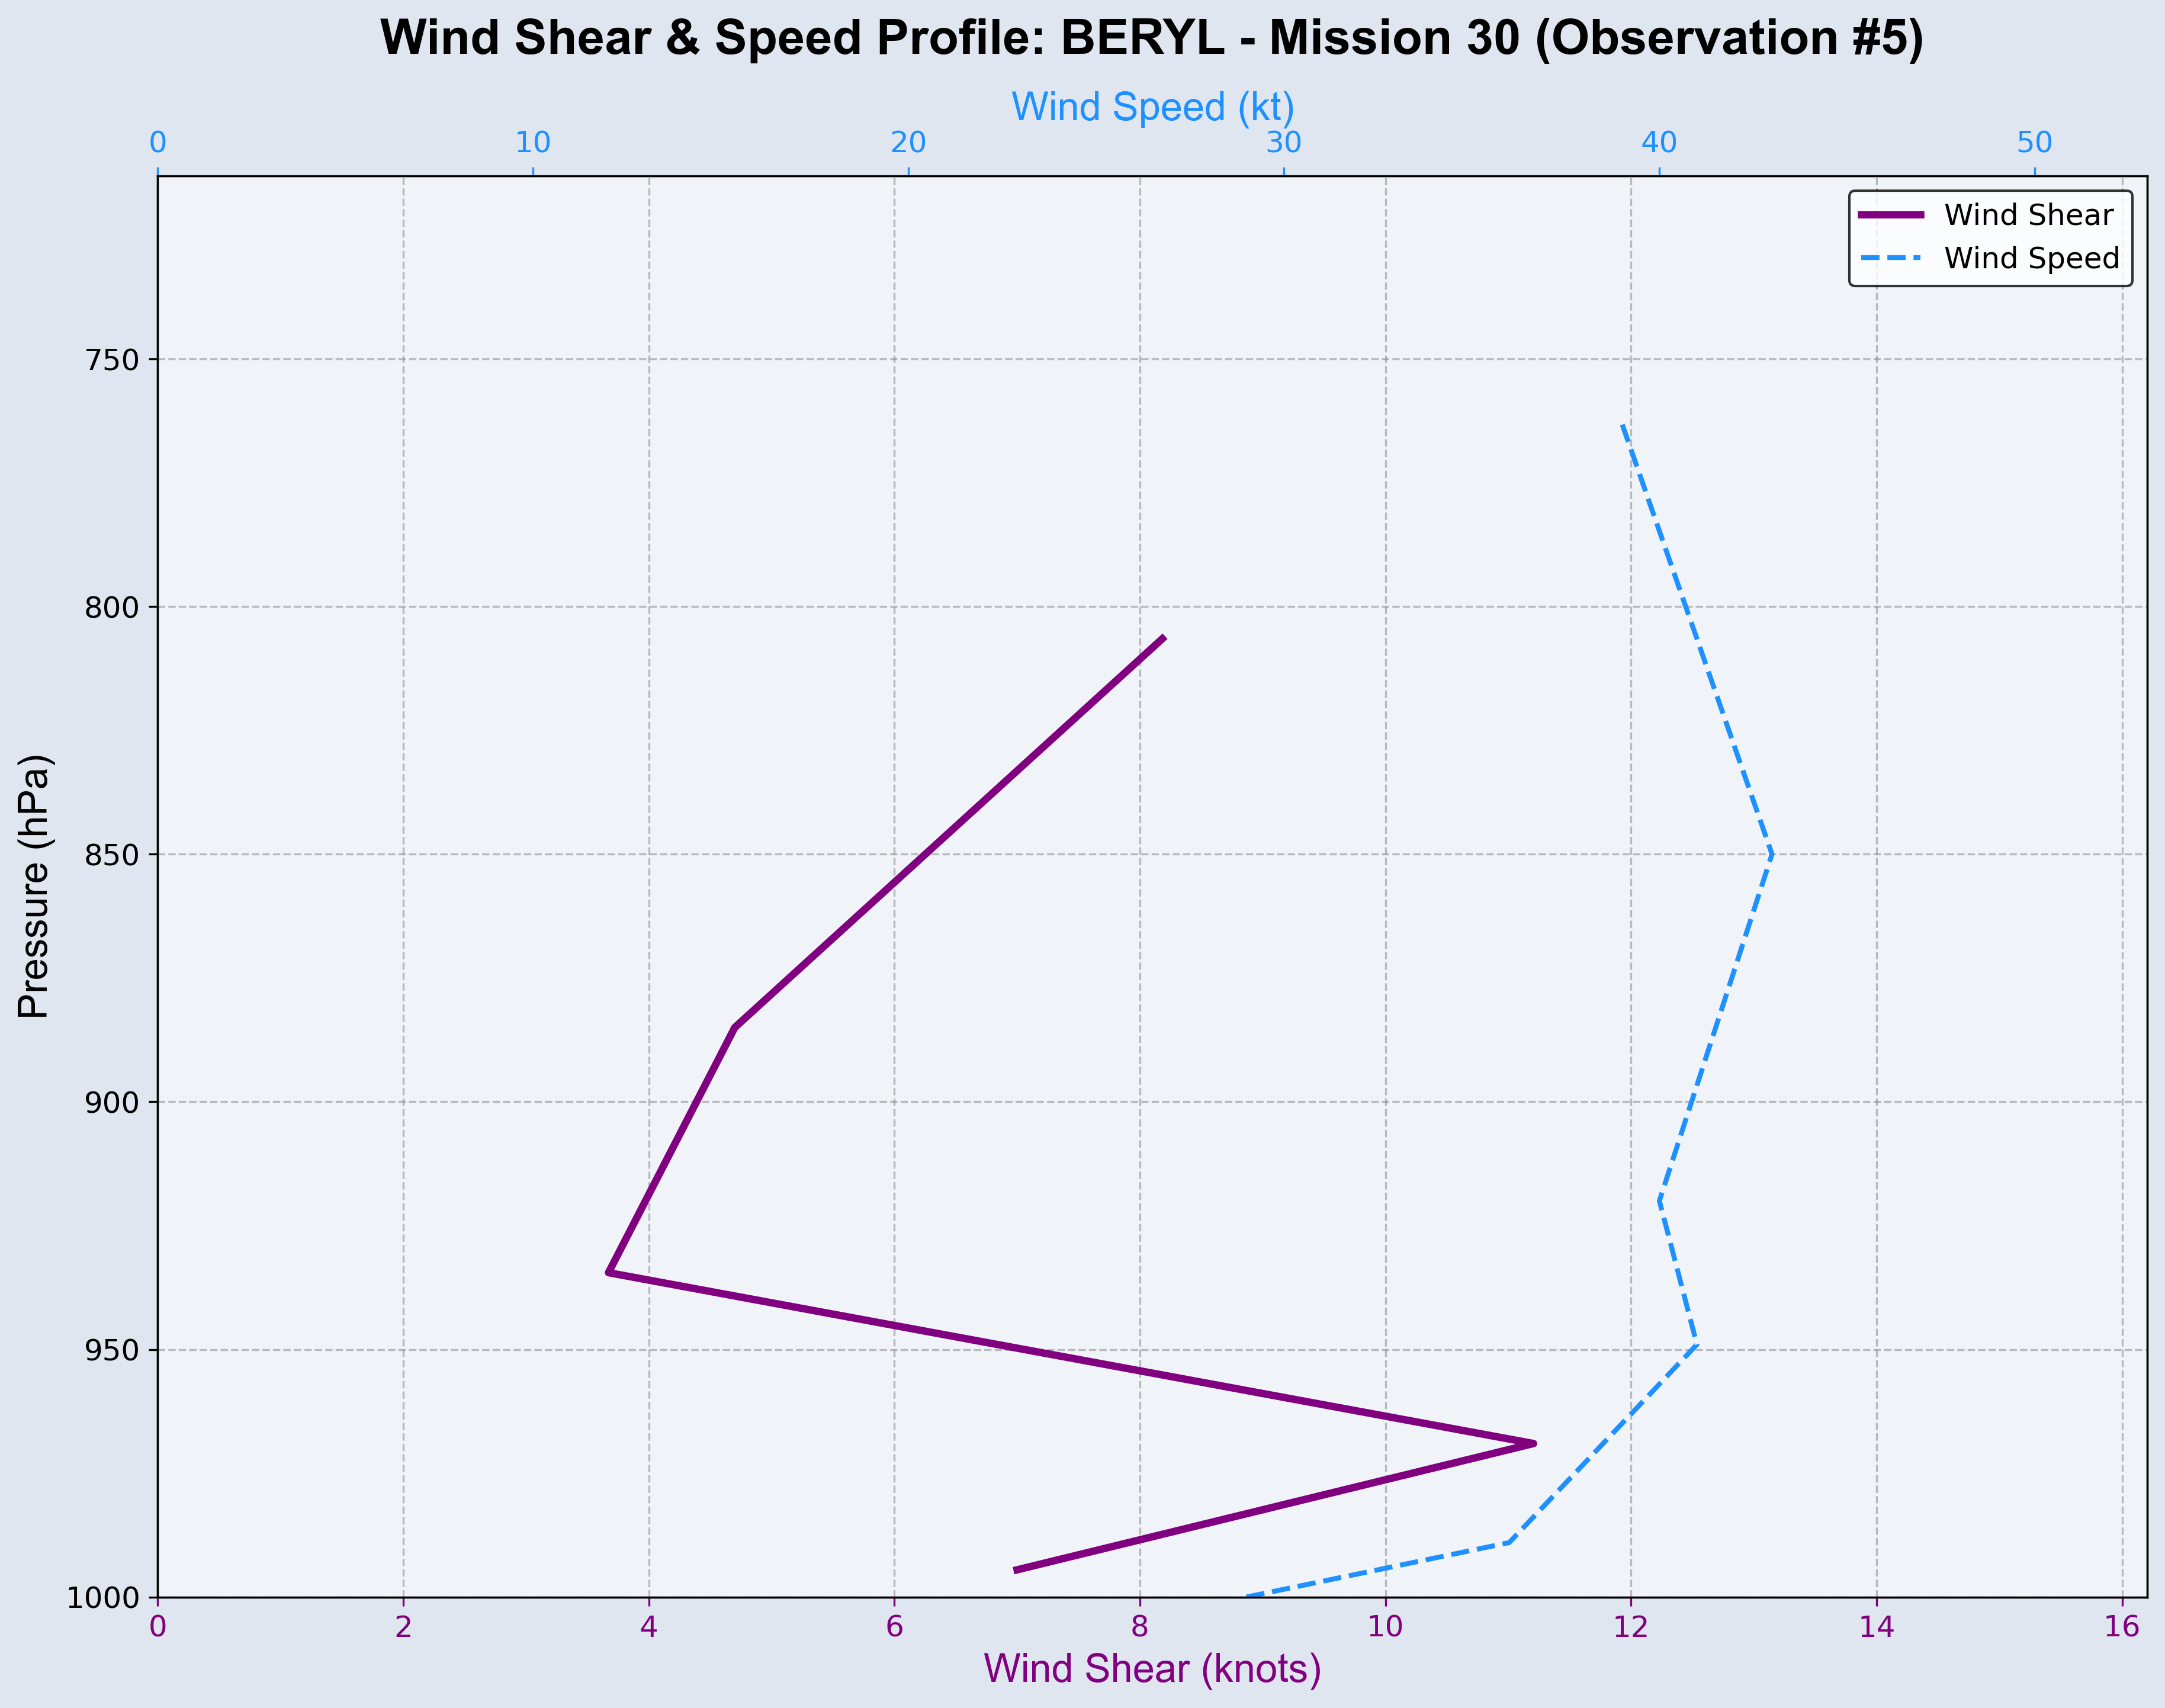 Wind Shear & Speed Profile: BERYL - Mission 30 (Observation #5)
Wind Speed (kt)
0 10 20 30 40 50
Wind Shear
Wind Speed
750
800
850
900
950
1000
Pressure (hPa)
0 2 4 6 8 10 12 14 16
Wind Shear (knots)